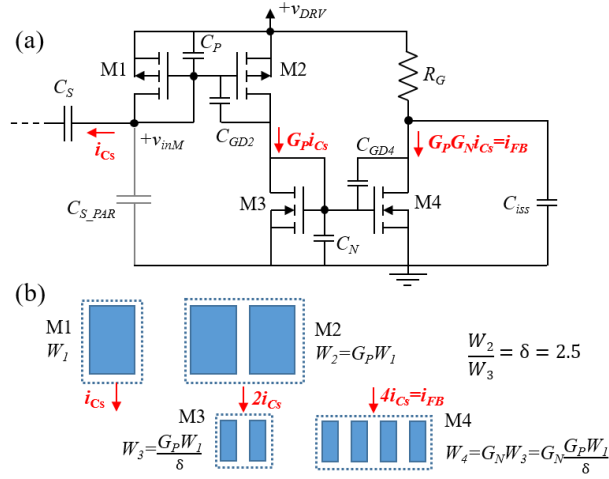 (a)
+v_DRV
C_P
M1
M2
R_G
C_S
+v_inM
i_Cs
C_GD2
G_P i_Cs
C_GD4
G_P G_N i_Cs=i_FB
C_S_PAR
M3
M4
C_iss
C_N
(b)
M1
W_1
M2
W_2=G_P W_1
W_2/W_3 = δ = 2.5
i_Cs
2i_Cs
4i_Cs=i_FB
M3
M4
W_3=G_P W_1/δ
W_4=G_N W_3=G_N G_P W_1/δ